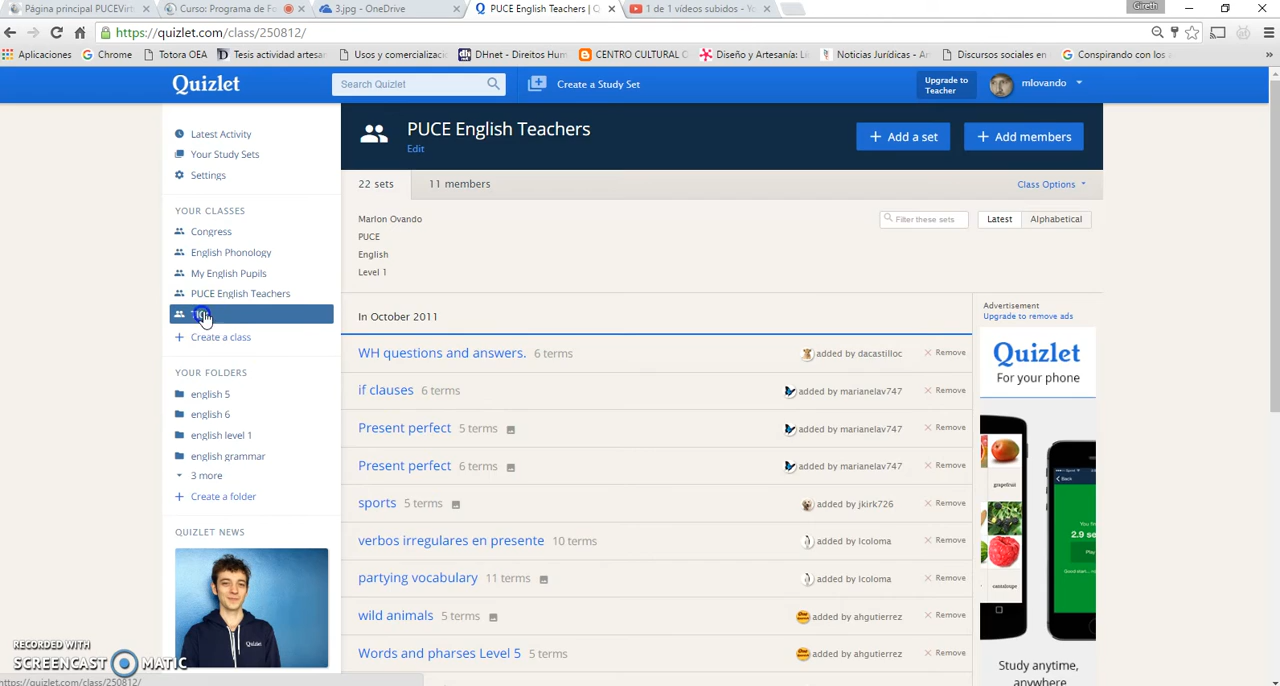 Página principal PUCEVirt
Curso: Programa de Fo
3.jpg - OneDrive
PUCE English Teachers | Q
1 de 1 vídeos subidos - Yo
Gireth
https://quizlet.com/class/250812/
Aplicaciones
Chrome
Totora OEA
Tesis actividad artesan
Usos y comercializaci
DHnet - Direitos Hum
CENTRO CULTURAL C
Diseño y Artesanía: L
Noticias Jurídicas - Ar
Discursos sociales en
Conspirando con los a
Quizlet
Search Quizlet
Create a Study Set
Upgrade to
Teacher
mlovando
Latest Activity
Your Study Sets
Settings
YOUR CLASSES
Congress
English Phonology
My English Pupils
PUCE English Teachers
+ Create a class
YOUR FOLDERS
english 5
english 6
english level 1
english grammar
3 more
+ Create a folder
QUIZLET NEWS
Quizlet
RECORDED WITH
SCREENCAST MATIC
https://quizlet.com/class/250812/
PUCE English Teachers
Edit
+ Add a set
+ Add members
22 sets
11 members
Class Options
Marlon Ovando
PUCE
English
Level 1
Filter these sets
Latest
Alphabetical
In October 2011
WH questions and answers. 6 terms added by dacastilloc × Remove
if clauses 6 terms added by marianelav747 × Remove
Present perfect 5 terms added by marianelav747 × Remove
Present perfect 6 terms added by marianelav747 × Remove
sports 5 terms added by jkirk726 × Remove
verbos irregulares en presente 10 terms added by lcoloma × Remove
partying vocabulary 11 terms added by lcoloma × Remove
wild animals 5 terms added by ahgutierrez × Remove
Words and pharses Level 5 5 terms added by ahgutierrez × Remove
Advertisement
Upgrade to remove ads
Quizlet
For your phone
grapefruit
Back
2.9 se
cantaloupe
Study anytime,
anywhere